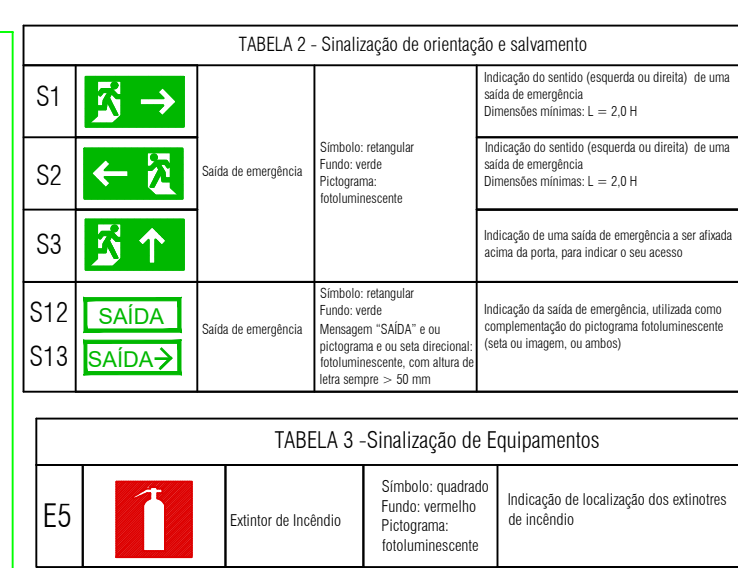 TABELA 2 - Sinalização de orientação e salvamento
S1
Saída de emergência
Símbolo: retangular
Fundo: verde
Pictograma:
fotoluminescente
Indicação do sentido (esquerda ou direita) de uma
saída de emergência
Dimensões mínimas: L = 2,0 H
S2
Indicação do sentido (esquerda ou direita) de uma
saída de emergência
Dimensões mínimas: L = 2,0 H
S3
Indicação de uma saída de emergência a ser afixada
acima da porta, para indicar o seu acesso
S12
SAÍDA
S13
SAÍDA→
Saída de emergência
Símbolo: retangular
Fundo: verde
Mensagem “SAÍDA” e ou
pictograma e ou seta direcional:
fotoluminescente, com altura de
letra sempre > 50 mm
Indicação da saída de emergência, utilizada como
complementação do pictograma fotoluminescente
(seta ou imagem, ou ambos)
TABELA 3 -Sinalização de Equipamentos
E5
Extintor de Incêndio
Símbolo: quadrado
Fundo: vermelho
Pictograma:
fotoluminescente
Indicação de localização dos extinotres
de incêndio